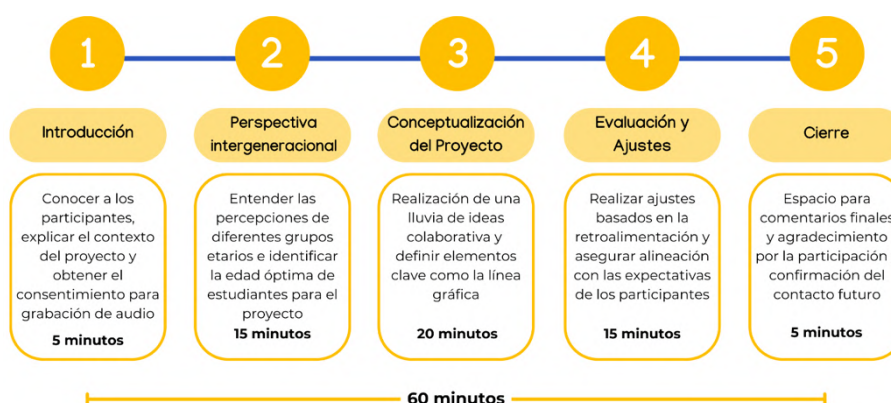 1
2
3
4
5
Introducción
Perspectiva
intergeneracional
Conceptualización
del Proyecto
Evaluación y
Ajustes
Cierre
Conocer a los
participantes,
explicar el contexto
del proyecto y
obtener el
consentimiento para
grabación de audio
5 minutos
Entender las
percepciones de
diferentes grupos
etarios e identificar
la edad óptima de
estudiantes para el
proyecto
15 minutos
Realización de una
lluvia de ideas
colaborativa y
definir elementos
clave como la línea
gráfica
20 minutos
Realizar ajustes
basados en la
retroalimentación y
asegurar alineación
con las expectativas
de los participantes
15 minutos
Espacio para
comentarios finales
y agradecimiento
por la participación
confirmación del
contacto futuro
5 minutos
60 minutos